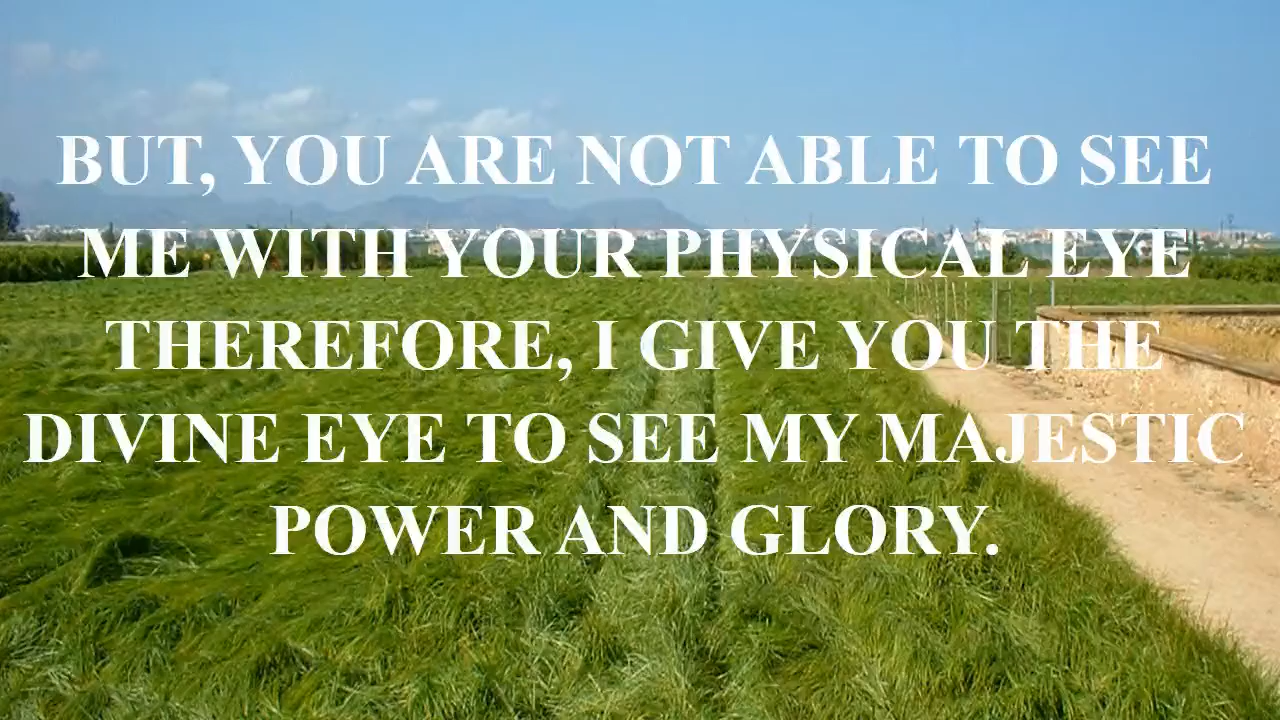 BUT, YOU ARE NOT ABLE TO SEE
ME WITH YOUR PHYSICAL EYE
THEREFORE, I GIVE YOU THE
DIVINE EYE TO SEE MY MAJESTIC
POWER AND GLORY.